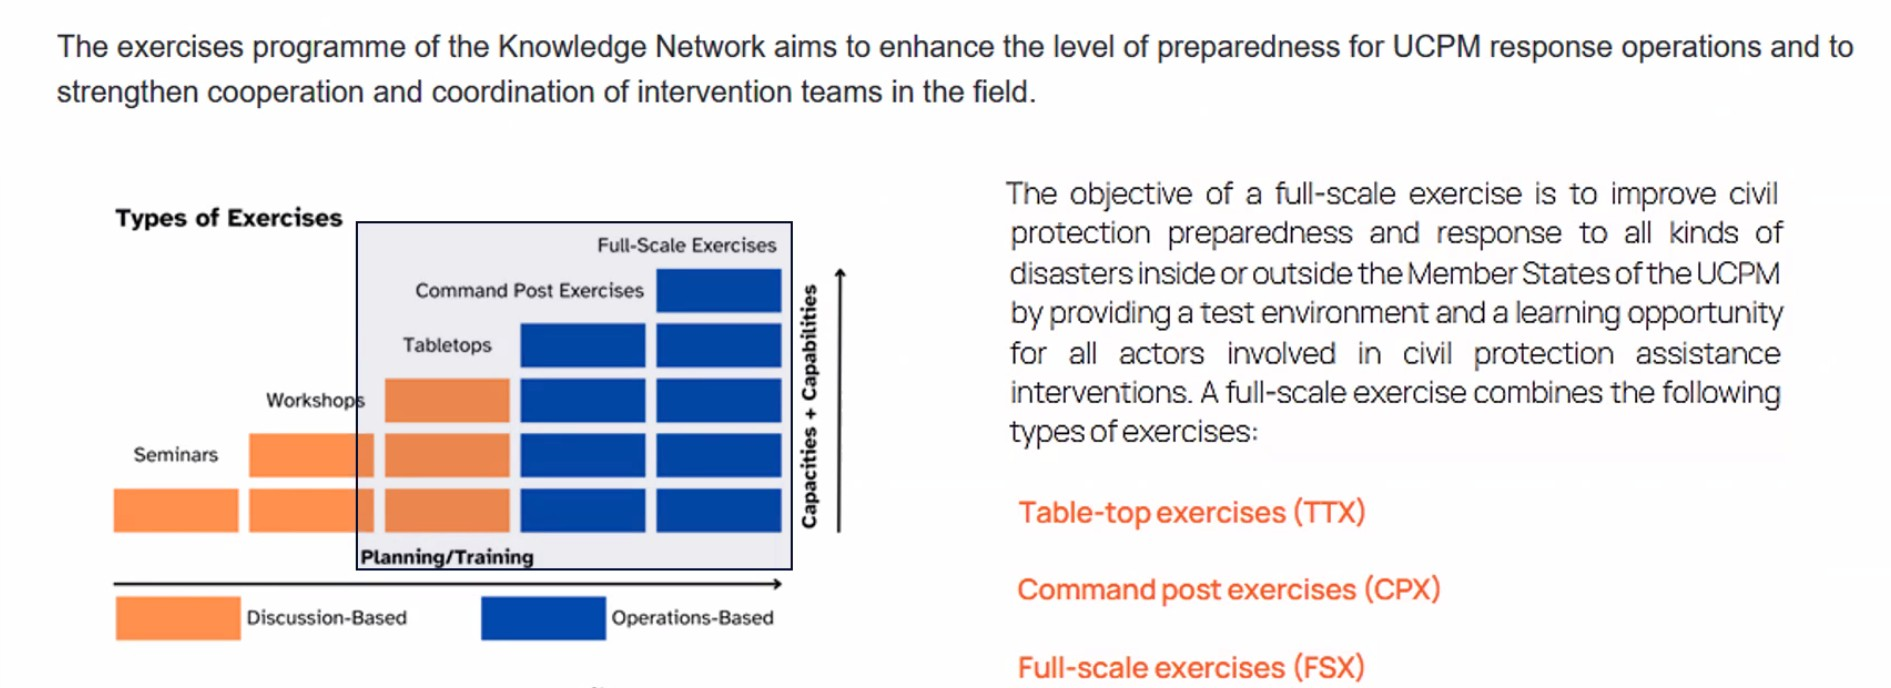 The exercises programme of the Knowledge Network aims to enhance the level of preparedness for UCPM response operations and to
strengthen cooperation and coordination of intervention teams in the field.
Types of Exercises
Full-Scale Exercises
Command Post Exercises
Tabletops
Workshops
Seminars
Capacities + Capabilities
Planning/Training
Discussion-Based
Operations-Based
The objective of a full-scale exercise is to improve civil
protection preparedness and response to all kinds of
disasters inside or outside the Member States of the UCPM
by providing a test environment and a learning opportunity
for all actors involved in civil protection assistance
interventions. A full-scale exercise combines the following
types of exercises:
Table-top exercises (TTX)
Command post exercises (CPX)
Full-scale exercises (FSX)